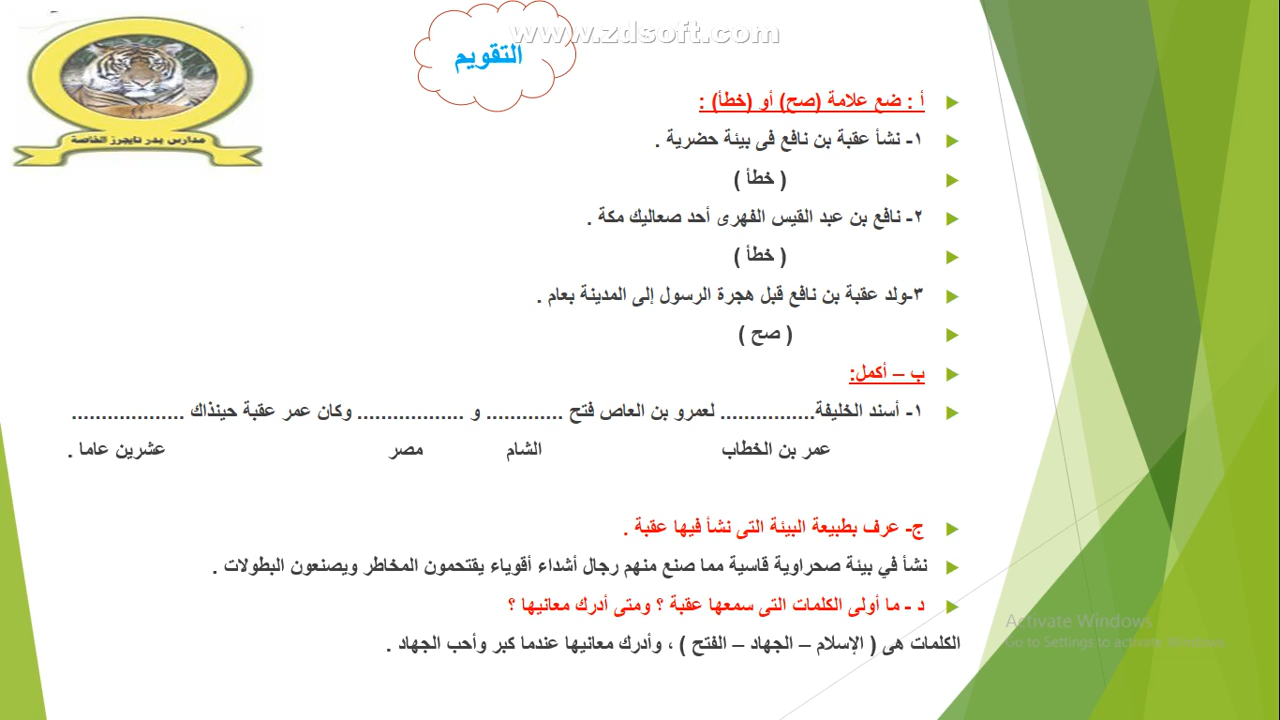 www.zdsoft.com
التقويم
مدارس بدر تايجرز الخاصة
أ : ضع علامة (صح) أو (خطأ) :
١- نشأ عقبة بن نافع فى بيئة حضرية .
( خطأ )
٢- نافع بن عبد القيس الفهرى أحد صعاليك مكة .
( خطأ )
٣-ولد عقبة بن نافع قبل هجرة الرسول إلى المدينة بعام .
( صح )
ب – أكمل:
١- أسند الخليفة................ لعمرو بن العاص فتح ............. و .................. وكان عمر عقبة حينذاك ...................
عمر بن الخطاب الشام مصر عشرين عاما .
ج- عرف بطبيعة البيئة التى نشأ فيها عقبة .
نشأ في بيئة صحراوية قاسية مما صنع منهم رجال أشداء أقوياء يقتحمون المخاطر ويصنعون البطولات .
د - ما أولى الكلمات التى سمعها عقبة ؟ ومتى أدرك معانيها ؟
الكلمات هى ( الإسلام – الجهاد – الفتح ) ، وأدرك معانيها عندما كبر وأحب الجهاد .
Activate Windows
Go to Settings to activate Windows.